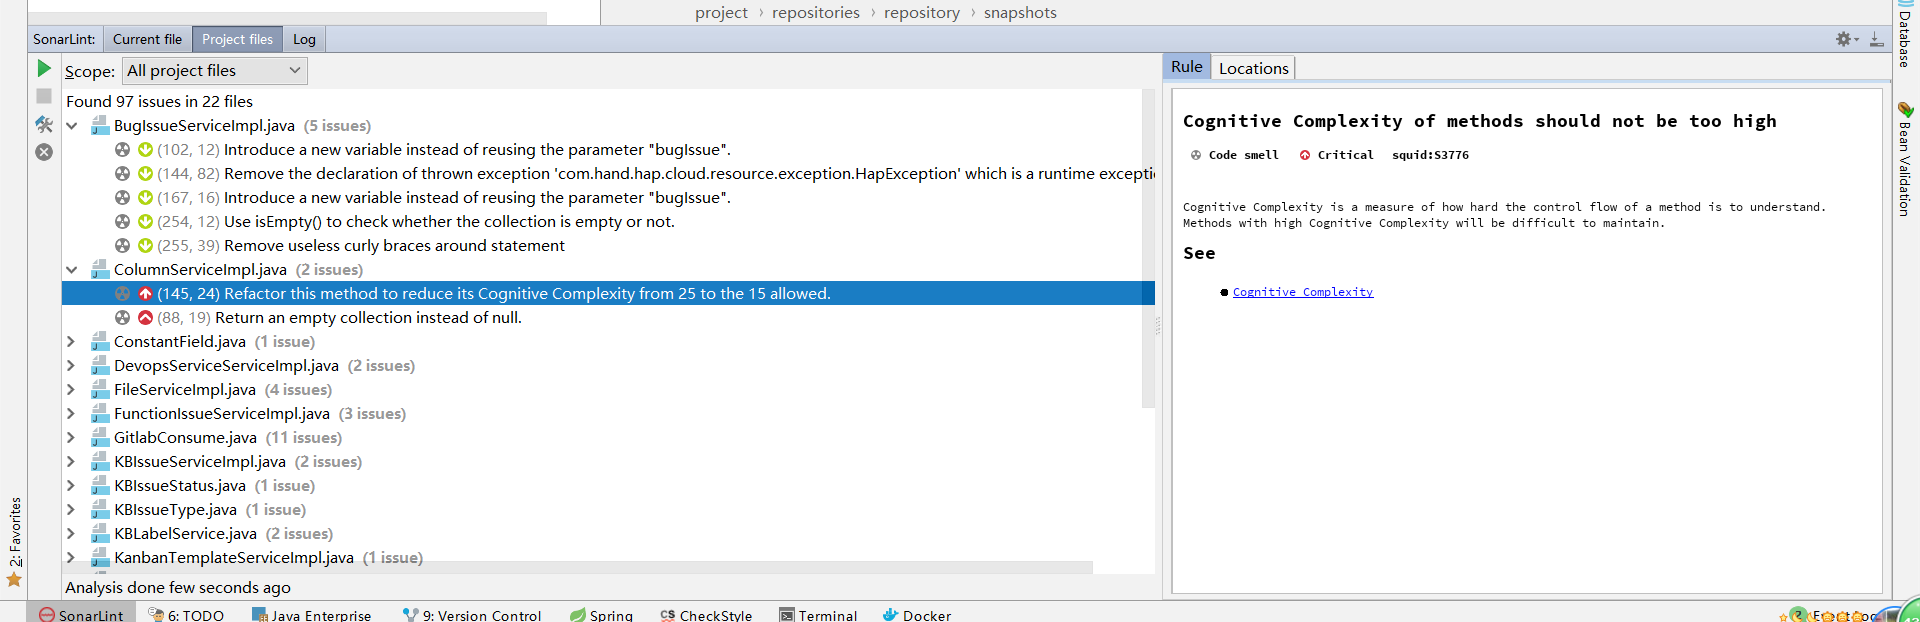 project › repositories › repository › snapshots
SonarLint: Current file Project files Log
Scope: All project files
Found 97 issues in 22 files
BugIssueServiceImpl.java (5 issues)
(102, 12) Introduce a new variable instead of reusing the parameter "bugIssue".
(144, 82) Remove the declaration of thrown exception 'com.hand.hap.cloud.resource.exception.HapException' which is a runtime excepti
(167, 16) Introduce a new variable instead of reusing the parameter "bugIssue".
(254, 12) Use isEmpty() to check whether the collection is empty or not.
(255, 39) Remove useless curly braces around statement
ColumnServiceImpl.java (2 issues)
(145, 24) Refactor this method to reduce its Cognitive Complexity from 25 to the 15 allowed.
(88, 19) Return an empty collection instead of null.
ConstantField.java (1 issue)
DevopsServiceServiceImpl.java (2 issues)
FileServiceImpl.java (4 issues)
FunctionIssueServiceImpl.java (3 issues)
GitlabConsume.java (11 issues)
KBIssueServiceImpl.java (2 issues)
KBIssueStatus.java (1 issue)
KBIssueType.java (1 issue)
KBLabelService.java (2 issues)
KanbanTemplateServiceImpl.java (1 issue)
Analysis done few seconds ago
Rule Locations
Cognitive Complexity of methods should not be too high
Code smell Critical squid:S3776
Cognitive Complexity is a measure of how hard the control flow of a method is to understand.
Methods with high Cognitive Complexity will be difficult to maintain.
See
Cognitive Complexity
Database
Bean Validation
2: Favorites
SonarLint 6: TODO Java Enterprise 9: Version Control Spring CheckStyle Terminal Docker